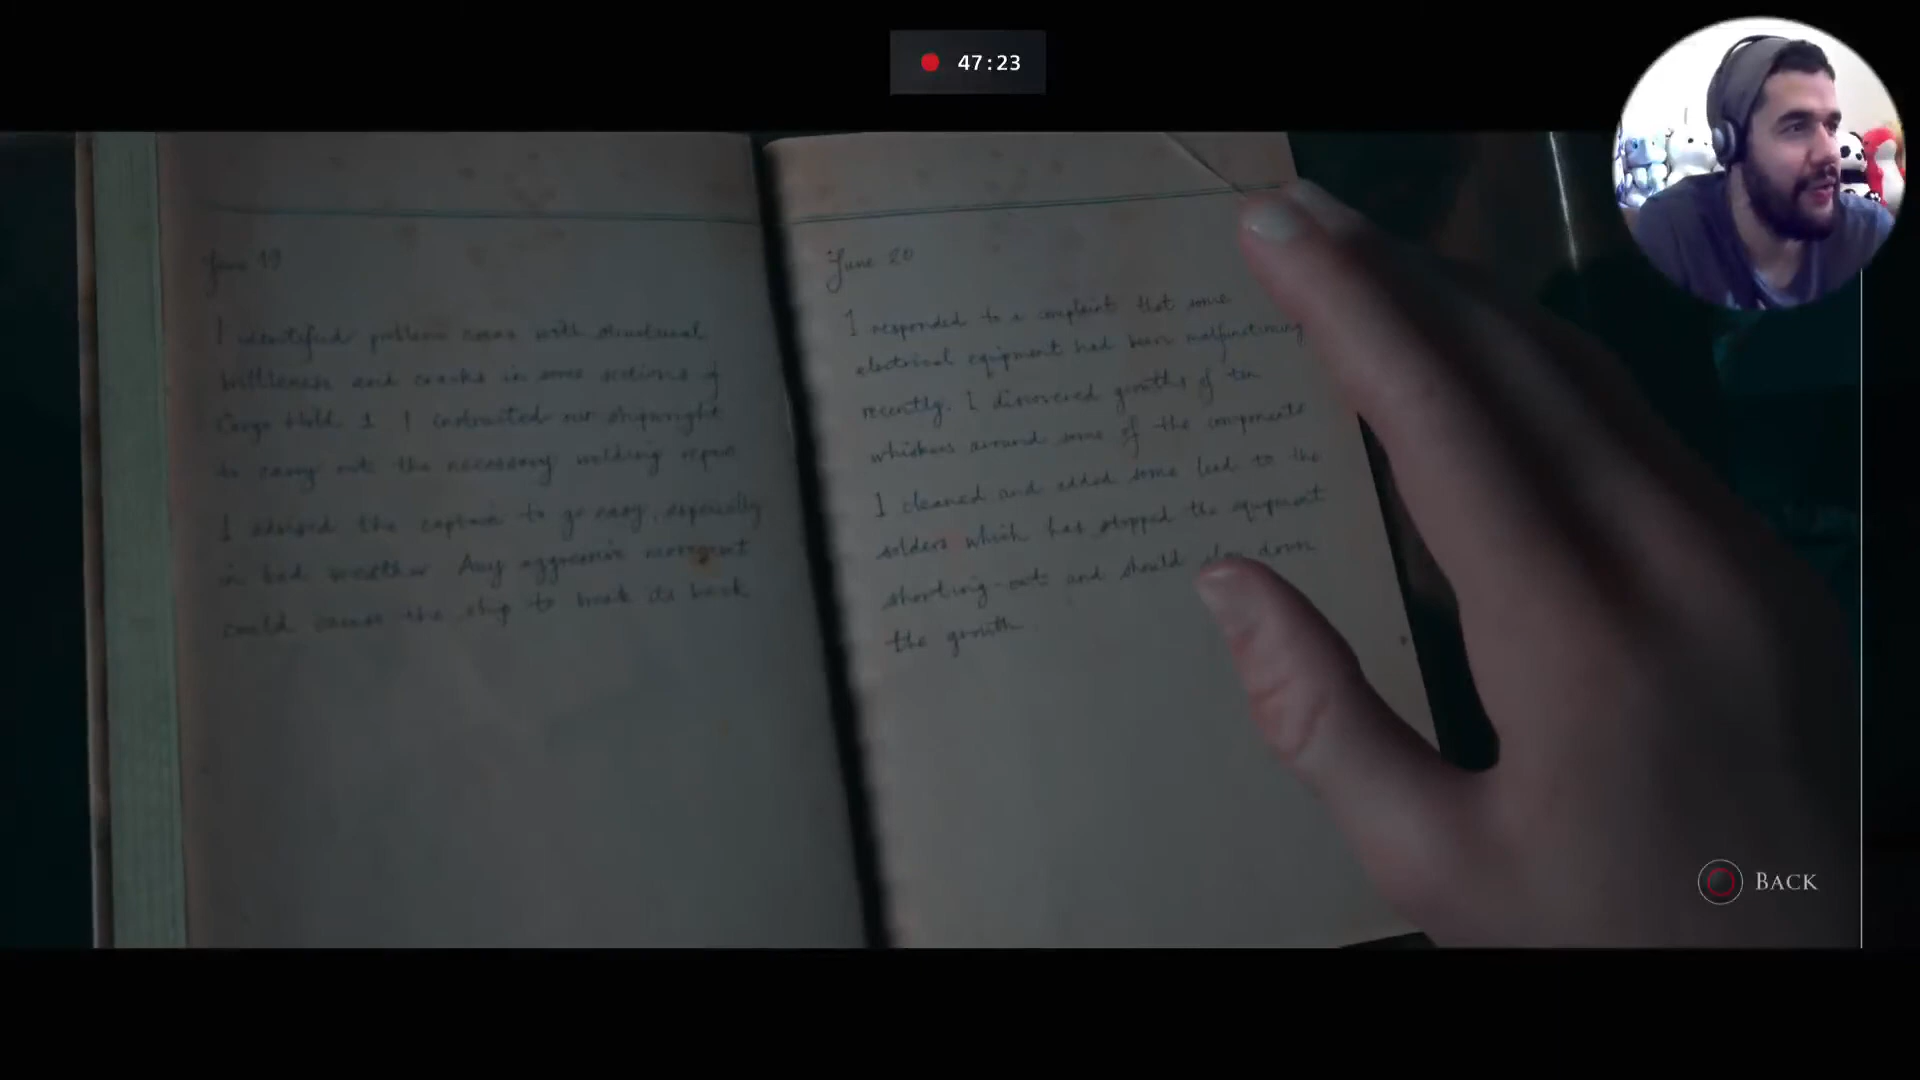 47:23
June 19
I identified problem areas with structural
brittleness and cracks in some sections of
Cargo Hold 1. I instructed our shipwright
to carry out the necessary welding repair
I advised the captain to go easy, especially
in bad weather. Any aggressive movement
could cause the ship to break its back
June 20
I responded to a complaint that some
electrical equipment had been malfunctioning
recently. I discovered growths of tin
whiskers around some of the components
I cleaned and added some lead to the
solders which has stopped the equipment
shorting-out and should slow down
the growth.
BACK